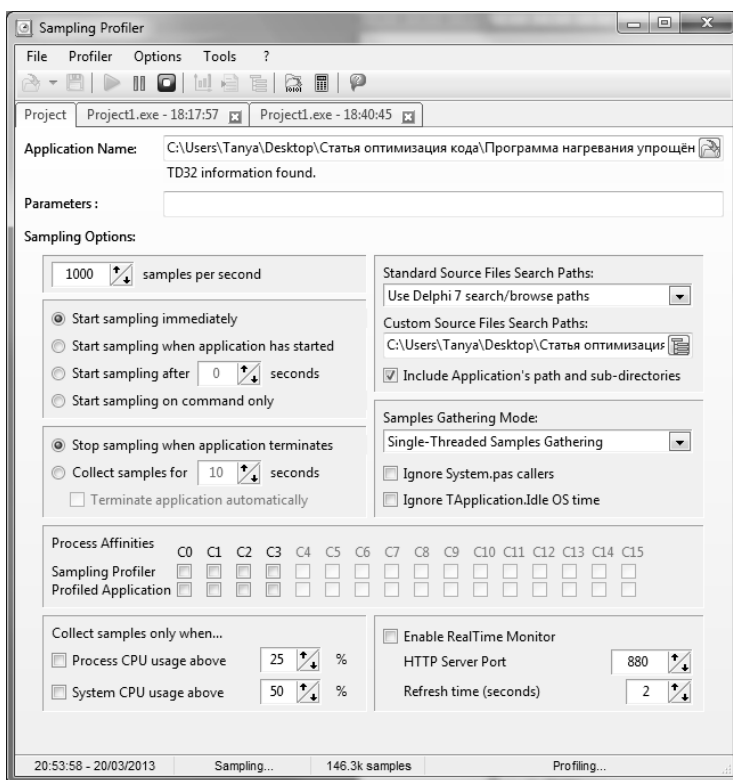 Sampling Profiler
File Profiler Options Tools ?
Project Project1.exe - 18:17:57 Project1.exe - 18:40:45
Application Name: C:\Users\Tanya\Desktop\Статья оптимизация кода\Программа нагревания упрощён
TD32 information found.
Parameters :
Sampling Options:
1000 samples per second
Start sampling immediately
Start sampling when application has started
Start sampling after 0 seconds
Start sampling on command only
Stop sampling when application terminates
Collect samples for 10 seconds
Terminate application automatically
Standard Source Files Search Paths:
Use Delphi 7 search/browse paths
Custom Source Files Search Paths:
C:\Users\Tanya\Desktop\Статья оптимизация
Include Application's path and sub-directories
Samples Gathering Mode:
Single-Threaded Samples Gathering
Ignore System.pas callers
Ignore TApplication.Idle OS time
Process Affinities C0 C1 C2 C3 C4 C5 C6 C7 C8 C9 C10 C11 C12 C13 C14 C15
Sampling Profiler
Profiled Application
Collect samples only when...
Process CPU usage above 25 %
System CPU usage above 50 %
Enable RealTime Monitor
HTTP Server Port 880
Refresh time (seconds) 2
20:53:58 - 20/03/2013 Sampling... 146.3k samples Profiling...